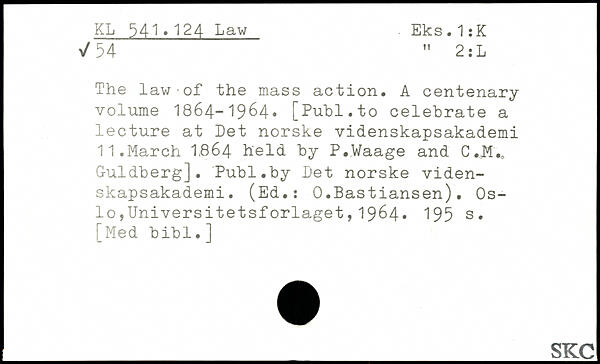 KL 541.124 Law Eks.1:K
✓54 " 2:L
The law of the mass action. A centenary
volume 1864-1964. [Publ.to celebrate a
lecture at Det norske videnskapsakademi
11.March 1864 held by P.Waage and C.M.
Guldberg]. Publ.by Det norske viden-
skapsakademi. (Ed.: O.Bastiansen). Os-
lo,Universitetsforlaget,1964. 195 s.
[Med bibl.]
SKC